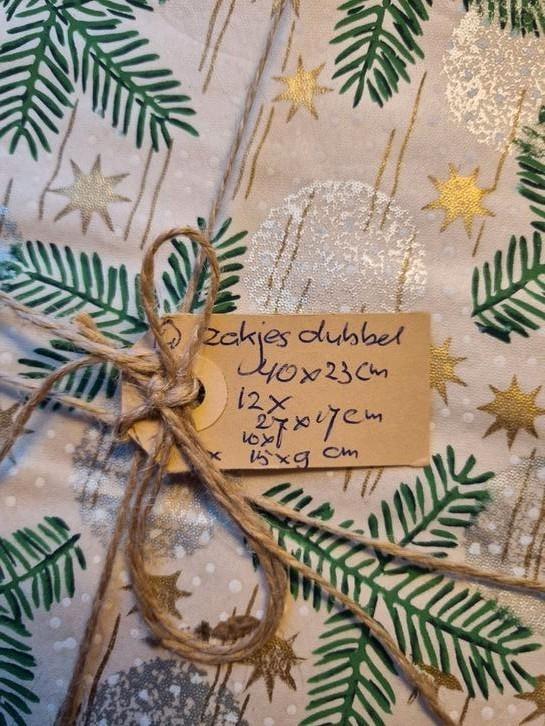 zakjes dubbel
40x23cm
12x
27x17cm
10x
x 15x9 cm